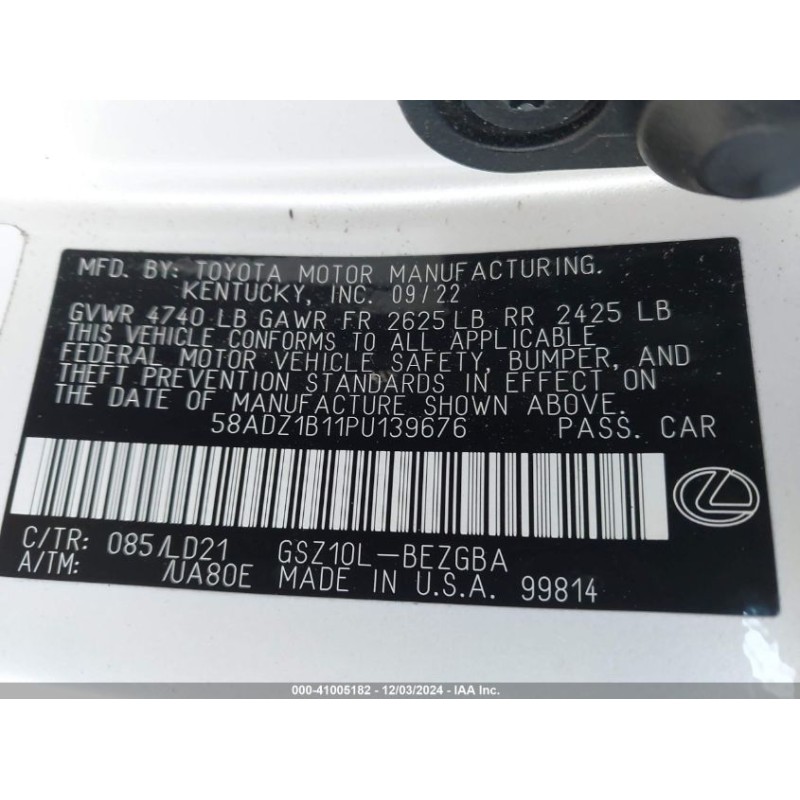 MFD. BY: TOYOTA MOTOR MANUFACTURING.
KENTUCKY, INC. 09/22
GVWR 4740 LB GAWR FR 2625 LB RR 2425 LB
THIS VEHICLE CONFORMS TO ALL APPLICABLE
FEDERAL MOTOR VEHICLE SAFETY, BUMPER, AND
THEFT PREVENTION STANDARDS IN EFFECT ON
THE DATE OF MANUFACTURE SHOWN ABOVE.
58ADZ1B11PU139676 PASS. CAR
C/TR: 085/LD21 GSZ10L-BEZGBA
A/TM: /UA80E MADE IN U.S.A. 99814
000-41005182 - 12/03/2024 - IAA Inc.